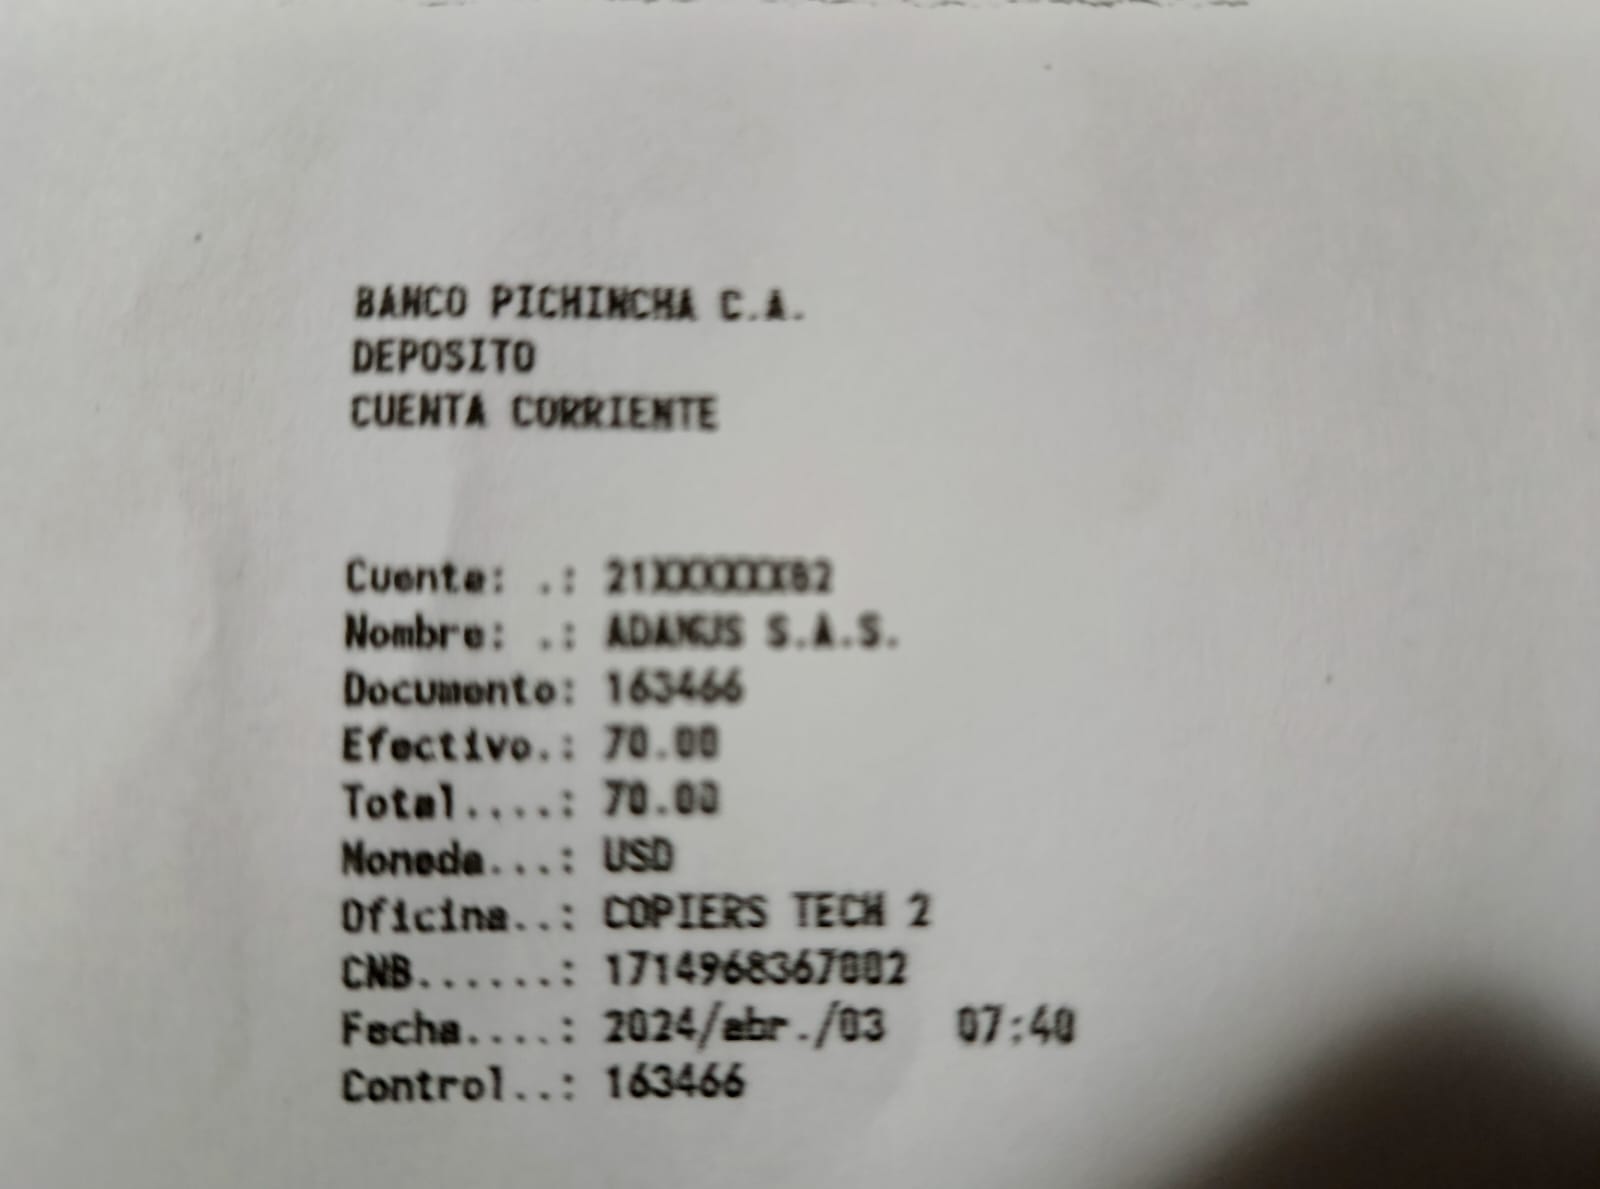 BANCO PICHINCHA C.A.
DEPOSITO
CUENTA CORRIENTE
Cuenta: .: 21XXXXXX82
Nombre: .: ADANUS S.A.S.
Documento: 163466
Efectivo.: 70.00
Total....: 70.00
Moneda...: USD
Oficina..: COPIERS TECH 2
CNB......: 1714968367002
Fecha....: 2024/abr./03 07:40
Control..: 163466